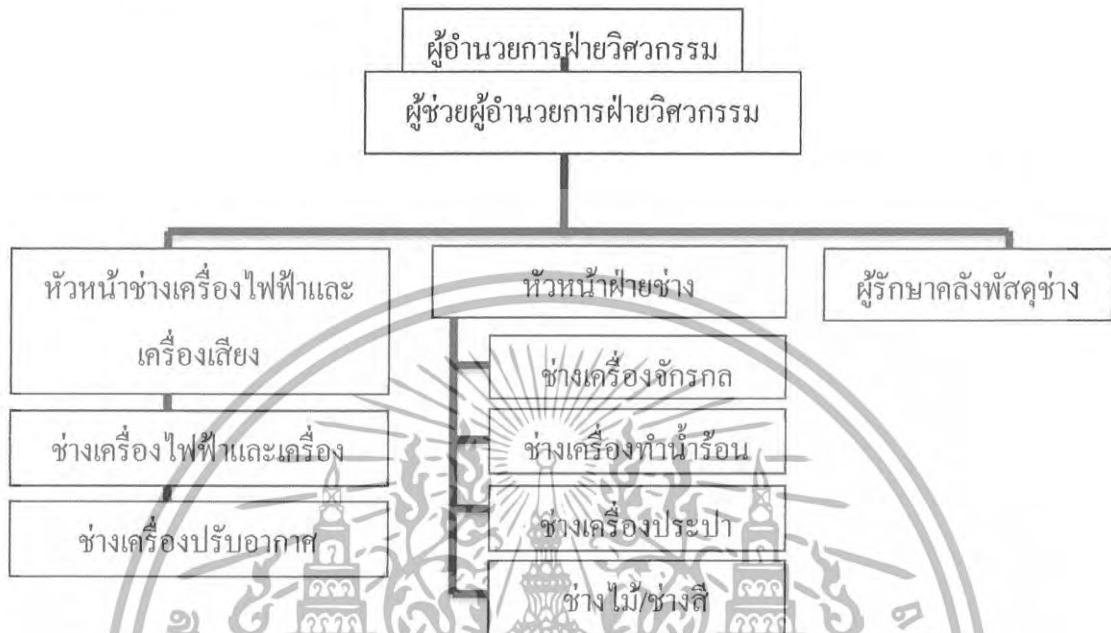 ผู้อำนวยการฝ่ายวิศวกรรม
ผู้ช่วยผู้อำนวยการฝ่ายวิศวกรรม
หัวหน้าช่างเครื่องไฟฟ้าและ
เครื่องเสียง
ช่างเครื่องไฟฟ้าและเครื่อง
ช่างเครื่องปรับอากาศ
หัวหน้าฝ่ายช่าง
ช่างเครื่องจักรกล
ช่างเครื่องทำน้ำร้อน
ช่างเครื่องประปา
ช่างไม้/ช่างสี
ผู้รักษาคลังพัสดุช่าง